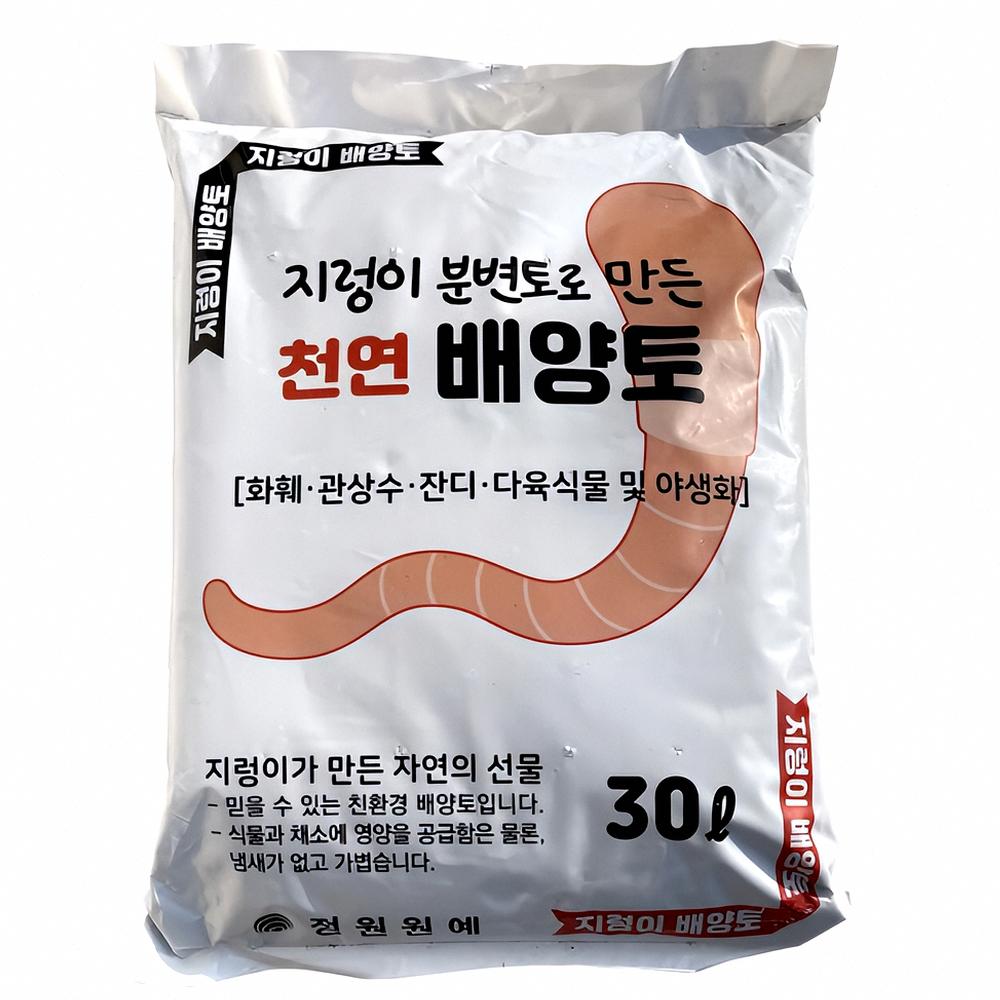 지렁이 배양토
지렁이 배양토
지렁이 분변토로 만든
천연 배양토
[화훼·관상수·잔디·다육식물 및 야생화]
지렁이가 만든 자연의 선물
- 믿을 수 있는 친환경 배양토입니다.
- 식물과 채소에 영양을 공급함은 물론,
냄새가 없고 가볍습니다.
30ℓ
정원원예
지렁이 배양토
지렁이 배양토